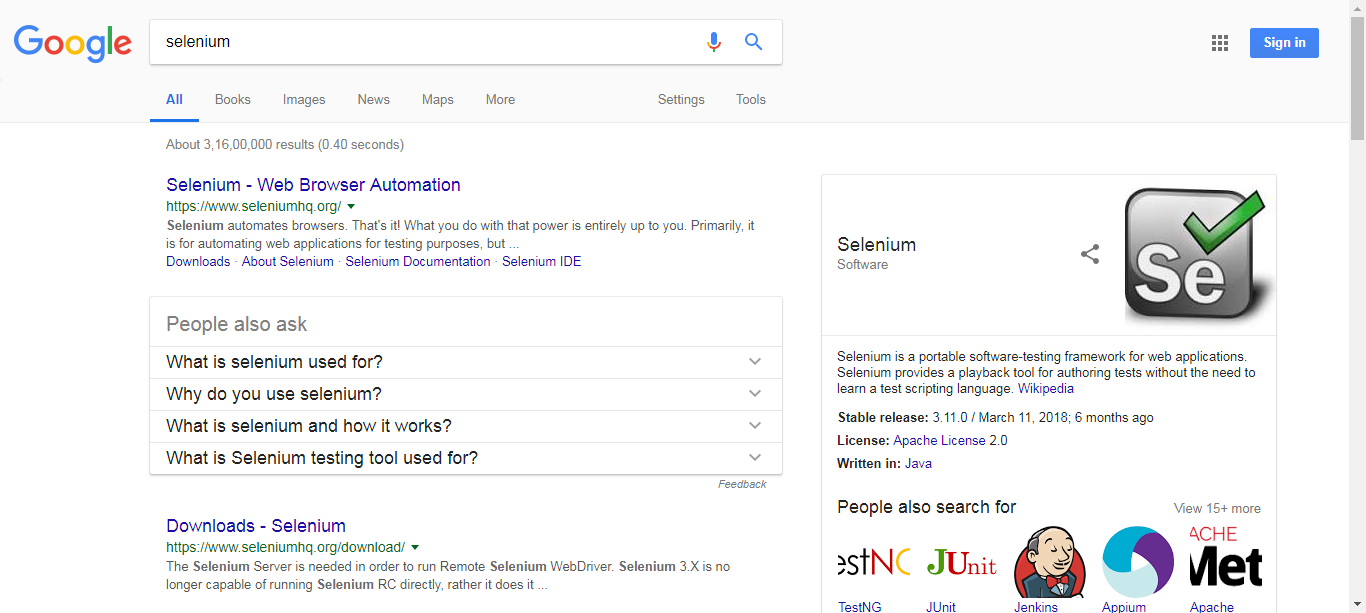 Google
selenium
Sign in
All Books Images News Maps More Settings Tools
About 3,16,00,000 results (0.40 seconds)
Selenium - Web Browser Automation
https://www.seleniumhq.org/
Selenium automates browsers. That's it! What you do with that power is entirely up to you. Primarily, it
is for automating web applications for testing purposes, but ...
Downloads · About Selenium · Selenium Documentation · Selenium IDE
People also ask
What is selenium used for?
Why do you use selenium?
What is selenium and how it works?
What is Selenium testing tool used for?
Feedback
Downloads - Selenium
https://www.seleniumhq.org/download/
The Selenium Server is needed in order to run Remote Selenium WebDriver. Selenium 3.X is no
longer capable of running Selenium RC directly, rather it does it ...
Selenium
Software
Se
Selenium is a portable software-testing framework for web applications.
Selenium provides a playback tool for authoring tests without the need to
learn a test scripting language. Wikipedia
Stable release: 3.11.0 / March 11, 2018; 6 months ago
License: Apache License 2.0
Written in: Java
People also search for View 15+ more
estNG JUnit ACHE
Met
TestNG JUnit Jenkins Appium Apache